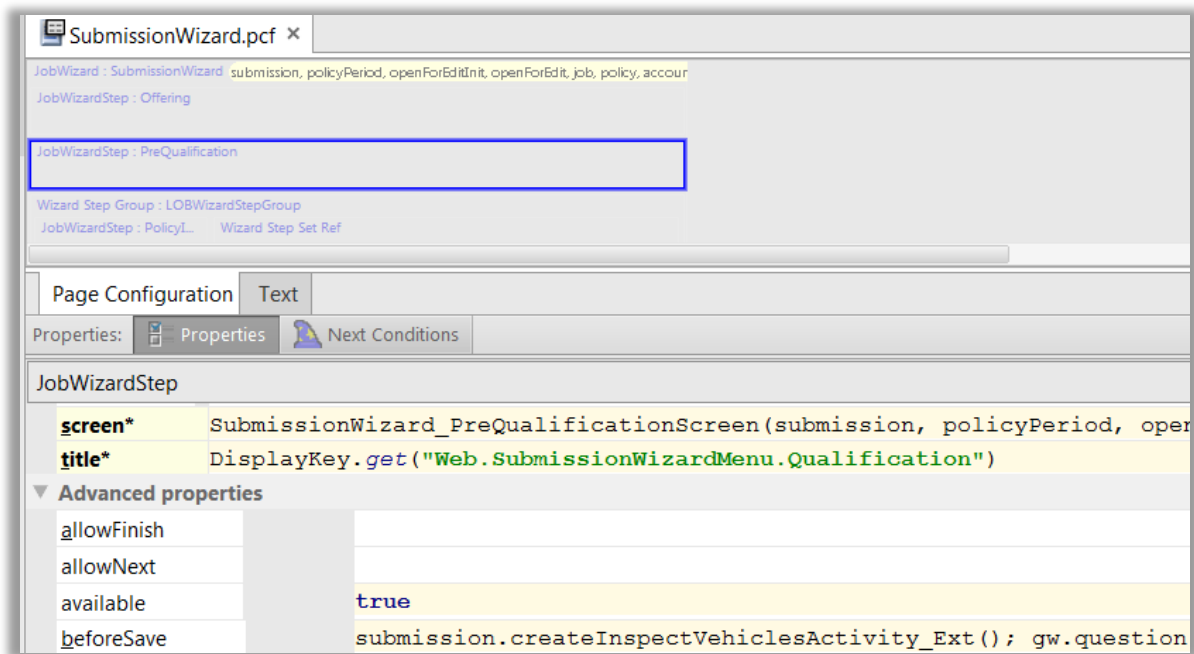 SubmissionWizard.pcf ×
JobWizard : SubmissionWizard submission, policyPeriod, openForEditInit, openForEdit, job, policy, accour
JobWizardStep : Offering
JobWizardStep : PreQualification
Wizard Step Group : LOBWizardStepGroup
JobWizardStep : PolicyI... Wizard Step Set Ref
Page Configuration Text
Properties: Properties Next Conditions
JobWizardStep
screen* SubmissionWizard_PreQualificationScreen(submission, policyPeriod, oper
title* DisplayKey.get("Web.SubmissionWizardMenu.Qualification")
Advanced properties
allowFinish
allowNext
available true
beforeSave submission.createInspectVehiclesActivity_Ext(); gw.question